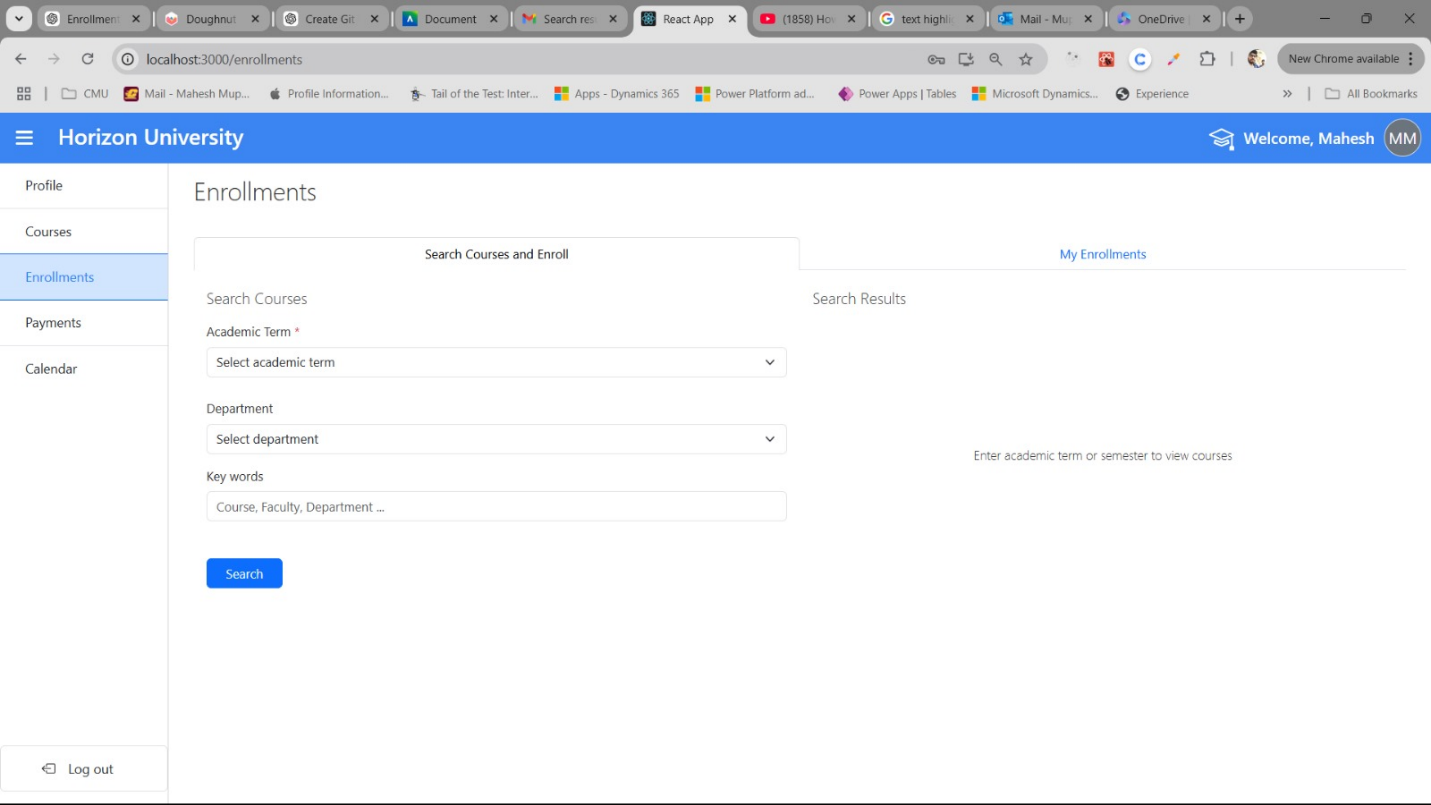 Enrollment
Doughnut
Create Git
Document
Search res
React App
(1858) Ho
text highlig
Mail - Mup
OneDrive
localhost:3000/enrollments
New Chrome available
CMU
Mail - Mahesh Mup...
Profile Information...
Tail of the Test: Inter...
Apps - Dynamics 365
Power Platform ad...
Power Apps | Tables
Microsoft Dynamics...
Experience
All Bookmarks
Horizon University
Welcome, Mahesh MM
Profile
Courses
Enrollments
Payments
Calendar
Log out
Enrollments
Search Courses and Enroll
My Enrollments
Search Courses
Academic Term *
Select academic term
Department
Select department
Key words
Course, Faculty, Department ...
Search
Search Results
Enter academic term or semester to view courses